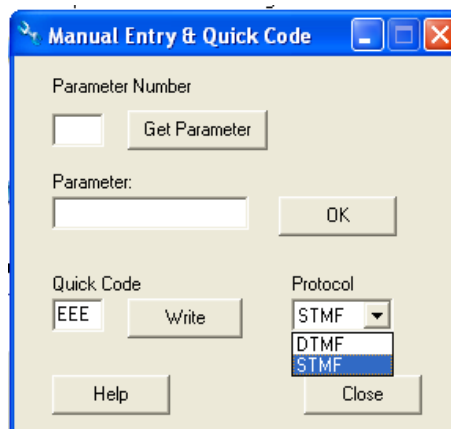 Manual Entry & Quick Code
Parameter Number
Get Parameter
Parameter:
OK
Quick Code
Protocol
EEE
Write
STMF
DTMF
STMF
Help
Close